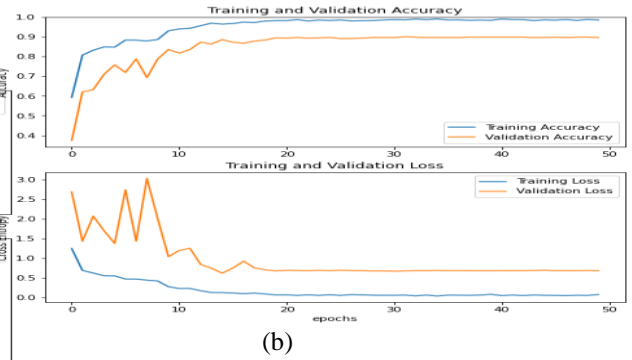 Training and Validation Accuracy
1.0
0.9
0.8
0.7
0.6
0.5
0.4
Accuracy
Training Accuracy
Validation Accuracy
0 10 20 30 40 50
Training and Validation Loss
3.0
2.5
2.0
1.5
1.0
0.5
0.0
Cross Entropy
Training Loss
Validation Loss
0 10 20 30 40 50
epochs
(b)